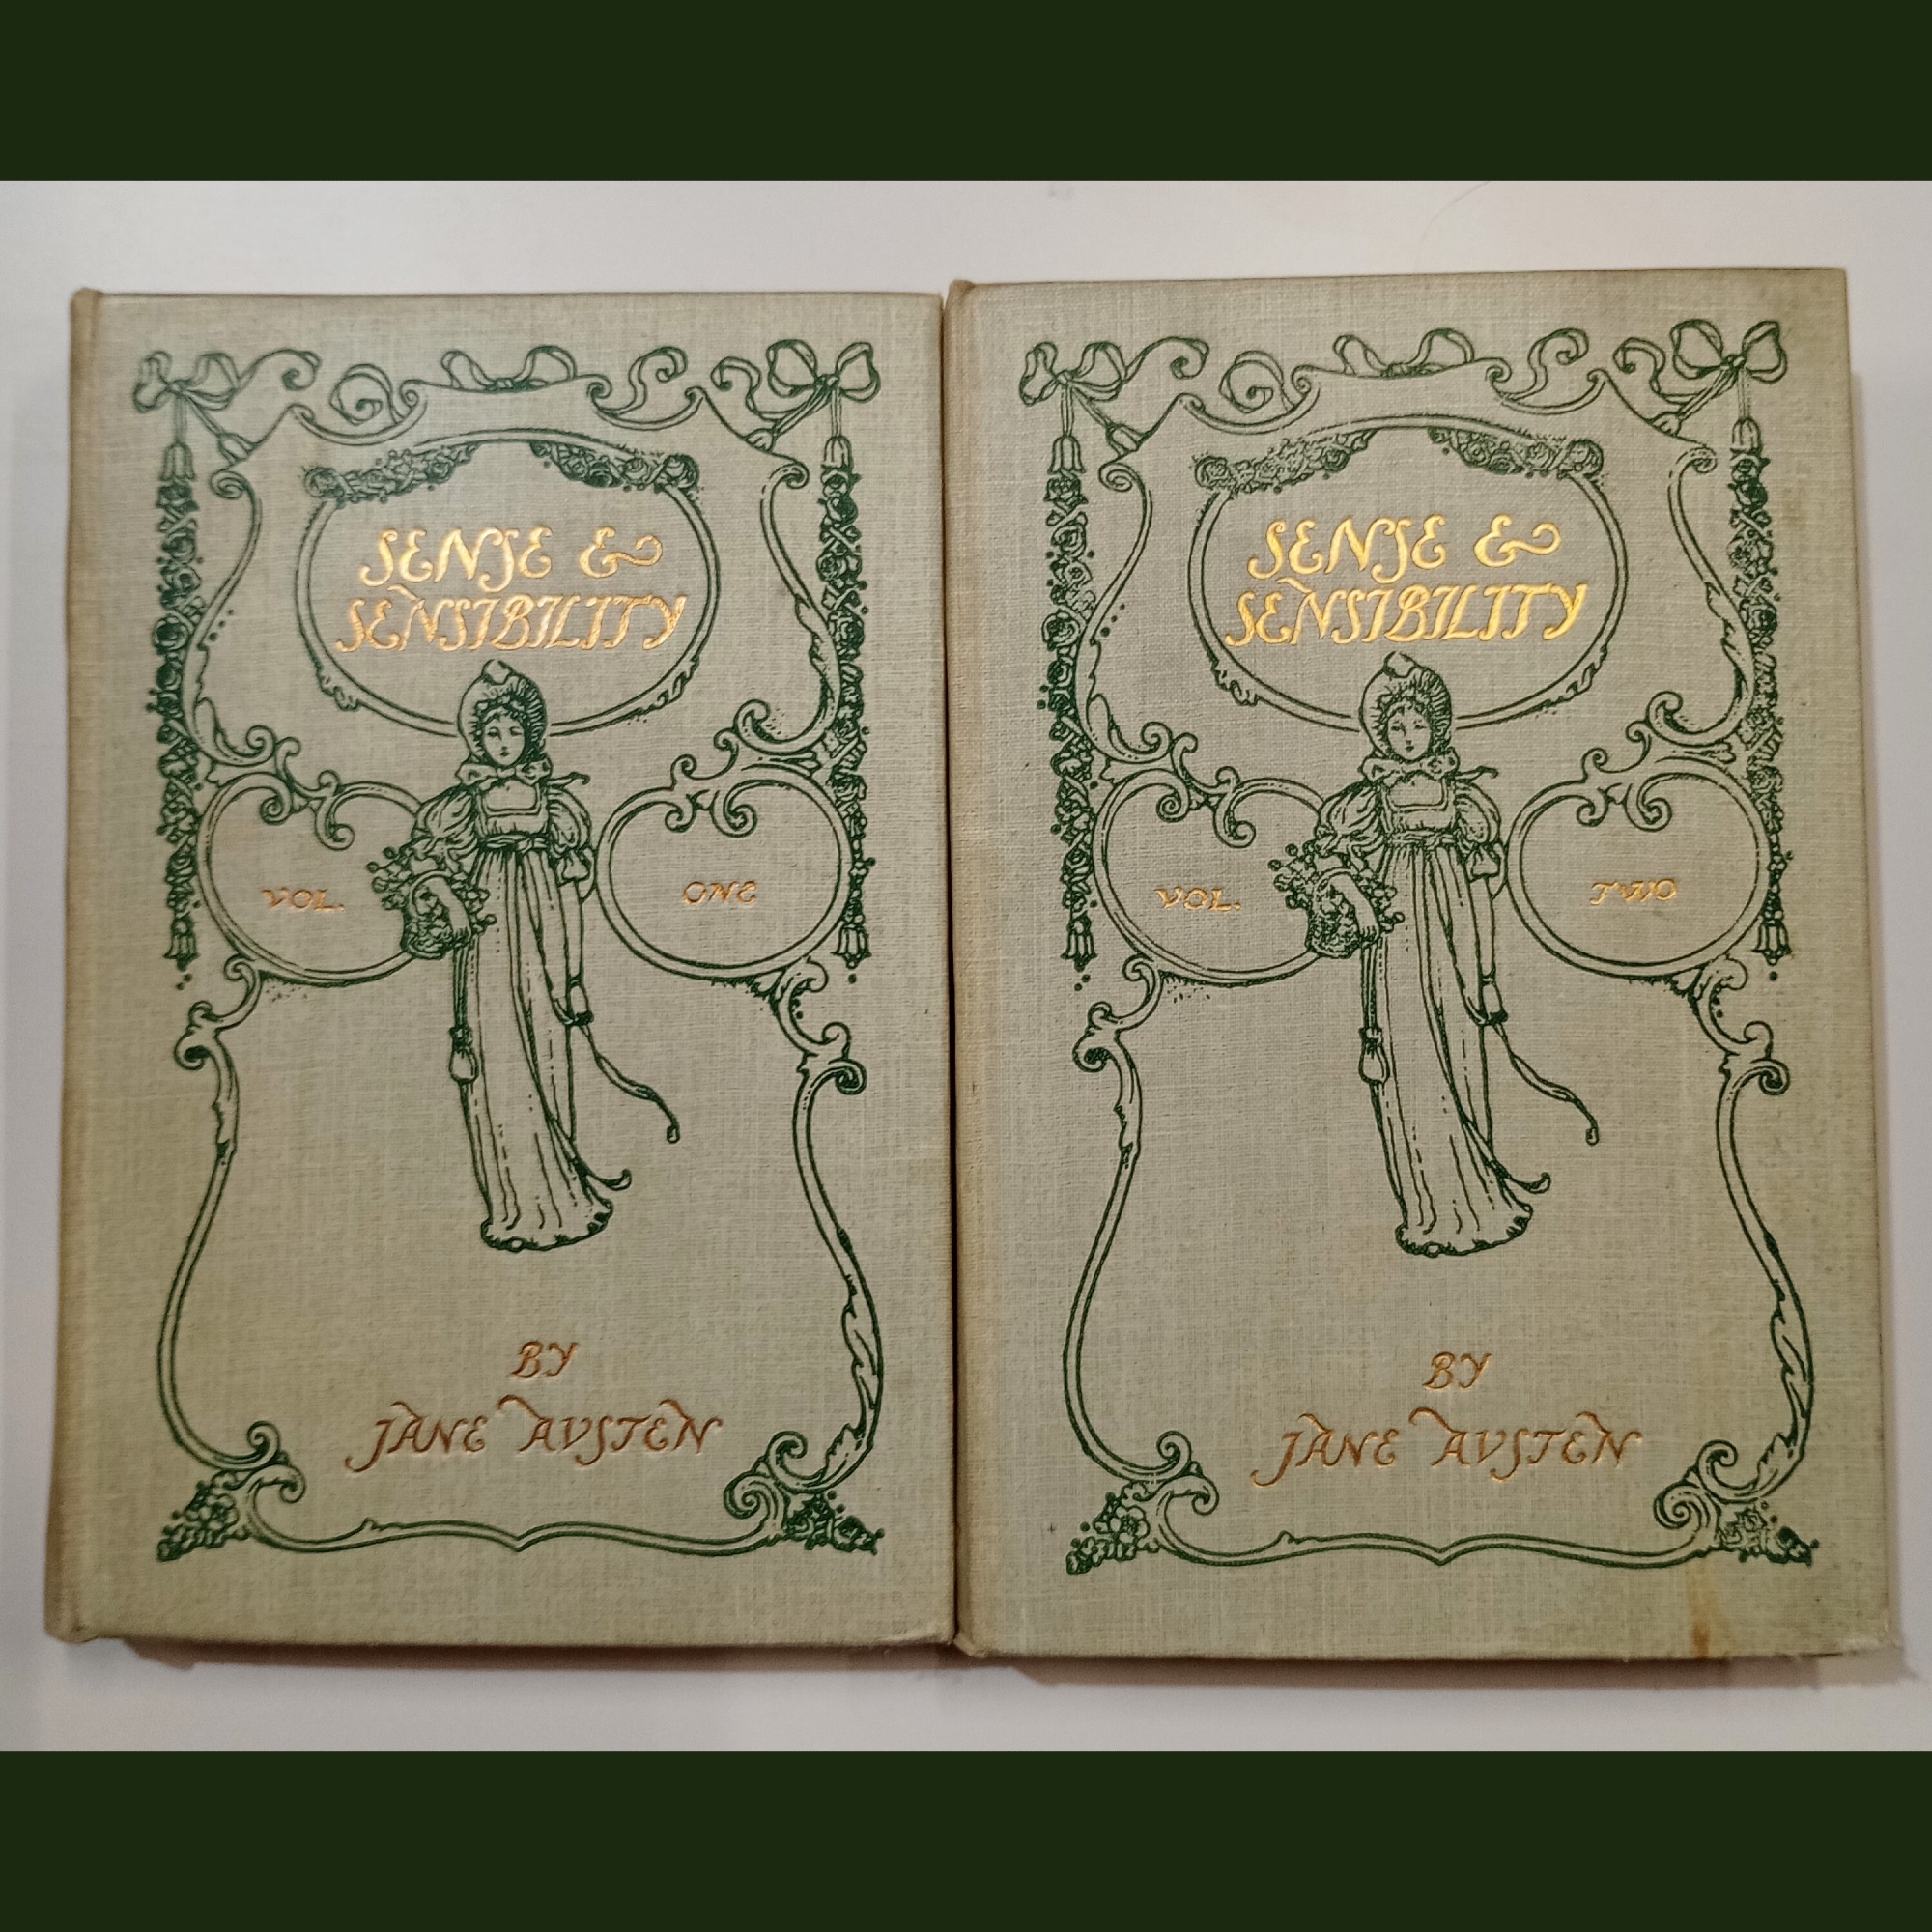 SENSE &
SENSIBILITY
VOL. ONE
BY
JANE AUSTEN
SENSE &
SENSIBILITY
VOL. TWO
BY
JANE AUSTEN